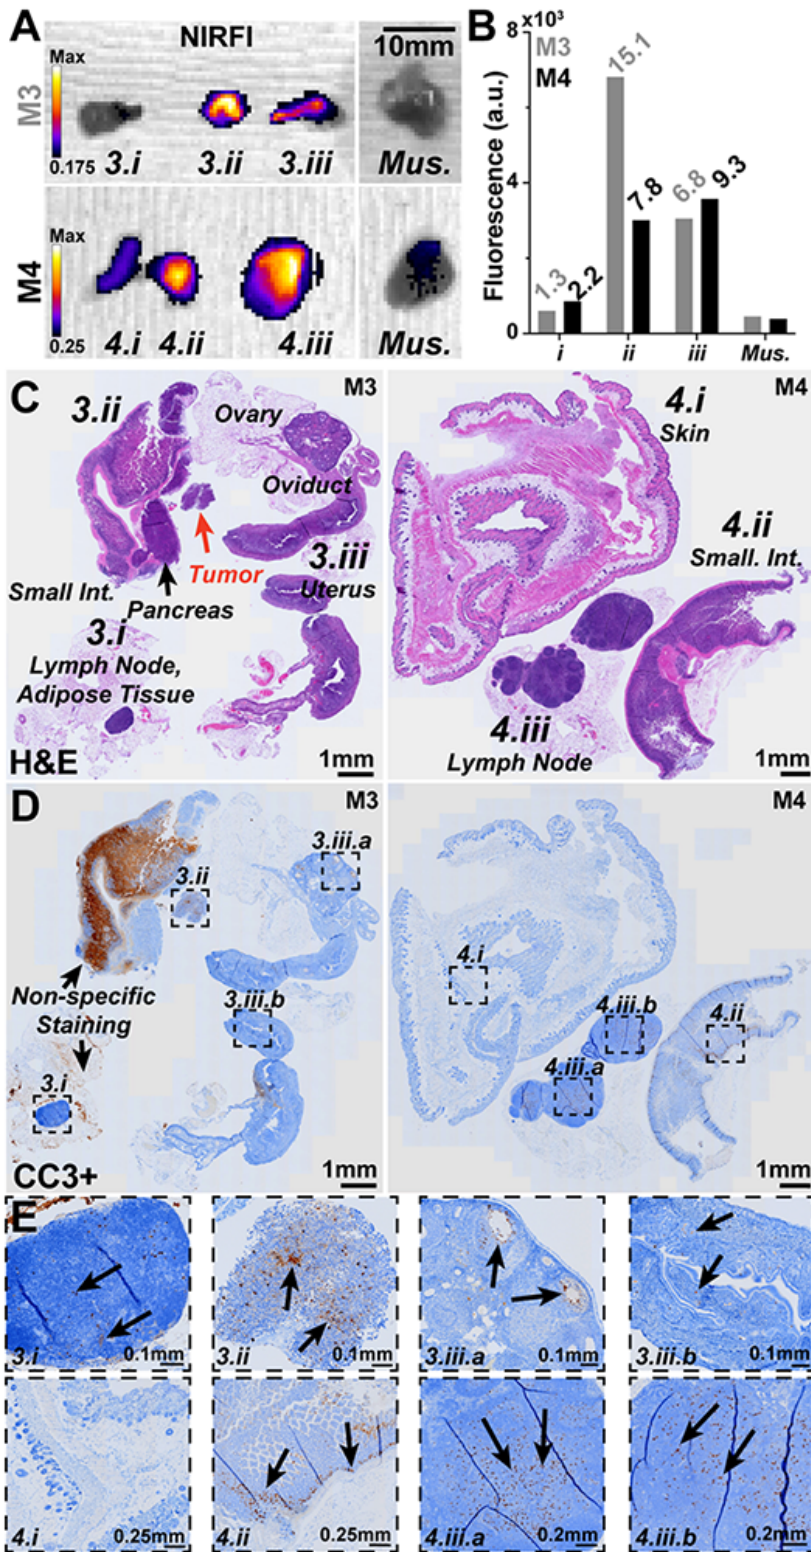 A
NIRFI
10mm
M3
Max
0.175
3.i
3.ii
3.iii
Mus.
M4
Max
0.25
4.i
4.ii
4.iii
Mus.
B
×10³
8
M3
M4
15.1
7.8
6.8
9.3
1.3
2.2
4
0
Fluorescence (a.u.)
i
ii
iii
Mus.
C
M3
3.ii
Ovary
Oviduct
3.iii
Uterus
Tumor
Small Int.
Pancreas
3.i
Lymph Node,
Adipose Tissue
H&E
1mm
M4
4.i
Skin
4.ii
Small. Int.
4.iii
Lymph Node
1mm
D
M3
3.iii.a
3.ii
Non-specific
Staining
3.iii.b
3.i
CC3+
1mm
M4
4.i
4.iii.b
4.ii
4.iii.a
1mm
E
3.i
0.1mm
3.ii
0.1mm
3.iii.a
0.1mm
3.iii.b
0.2mm
4.i
0.25mm
4.ii
0.25mm
4.iii.a
0.2mm
4.iii.b
0.2mm